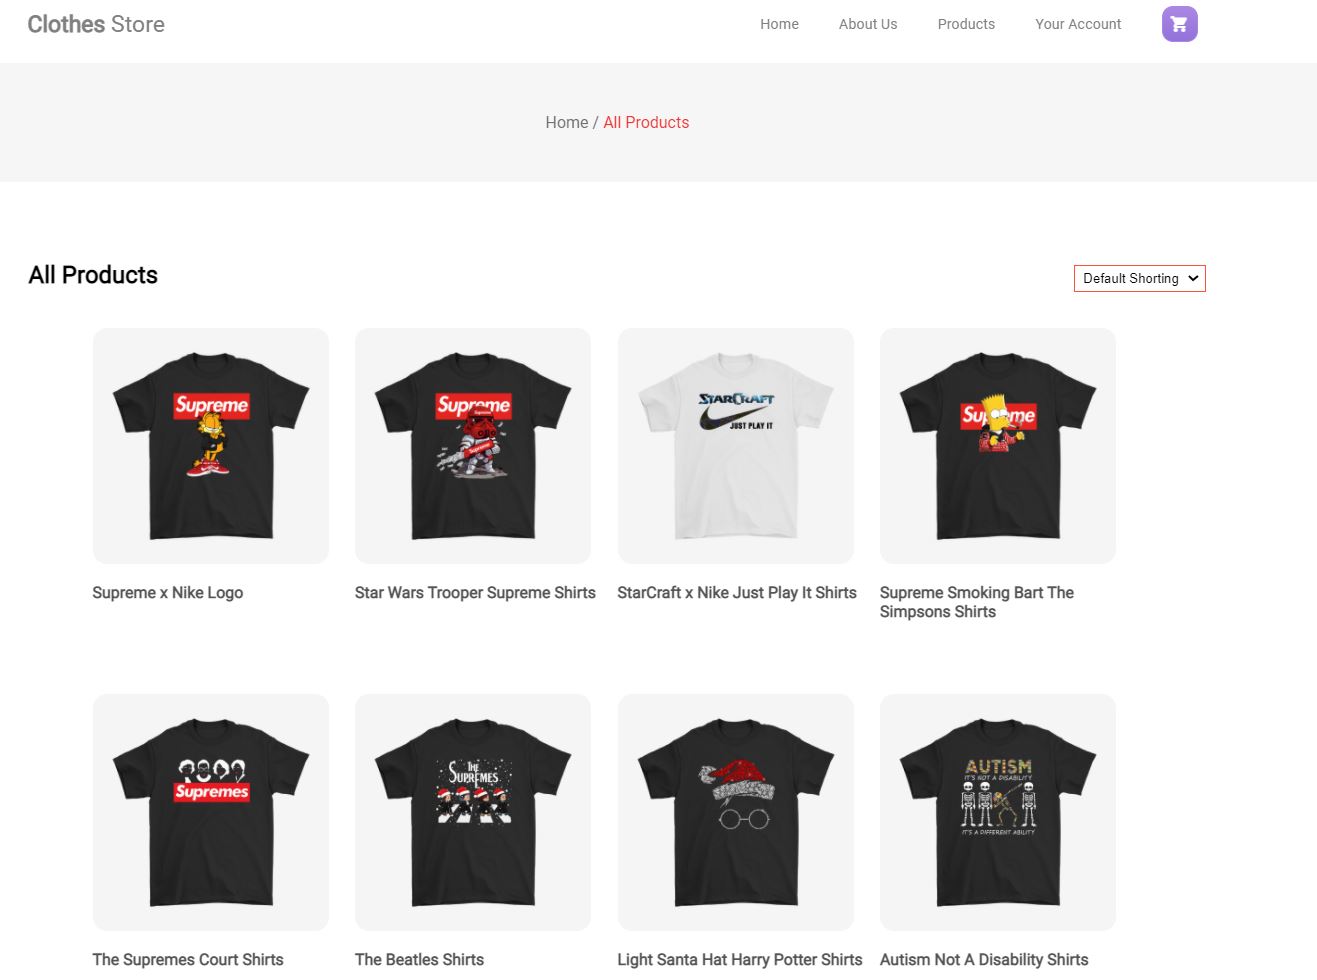 Clothes Store
Home
About Us
Products
Your Account
Home / All Products
All Products
Default Shorting
Supreme
Supreme
Supreme
Supreme
STARCRAFT
JUST PLAY IT
Sup me
Supreme x Nike Logo
Star Wars Trooper Supreme Shirts
StarCraft x Nike Just Play It Shirts
Supreme Smoking Bart The
Simpsons Shirts
Supremes
THE
SUPREMES
AUTISM
IT'S NOT A DISABILITY
IT'S A DIFFERENT ABILITY
The Supremes Court Shirts
The Beatles Shirts
Light Santa Hat Harry Potter Shirts
Autism Not A Disability Shirts